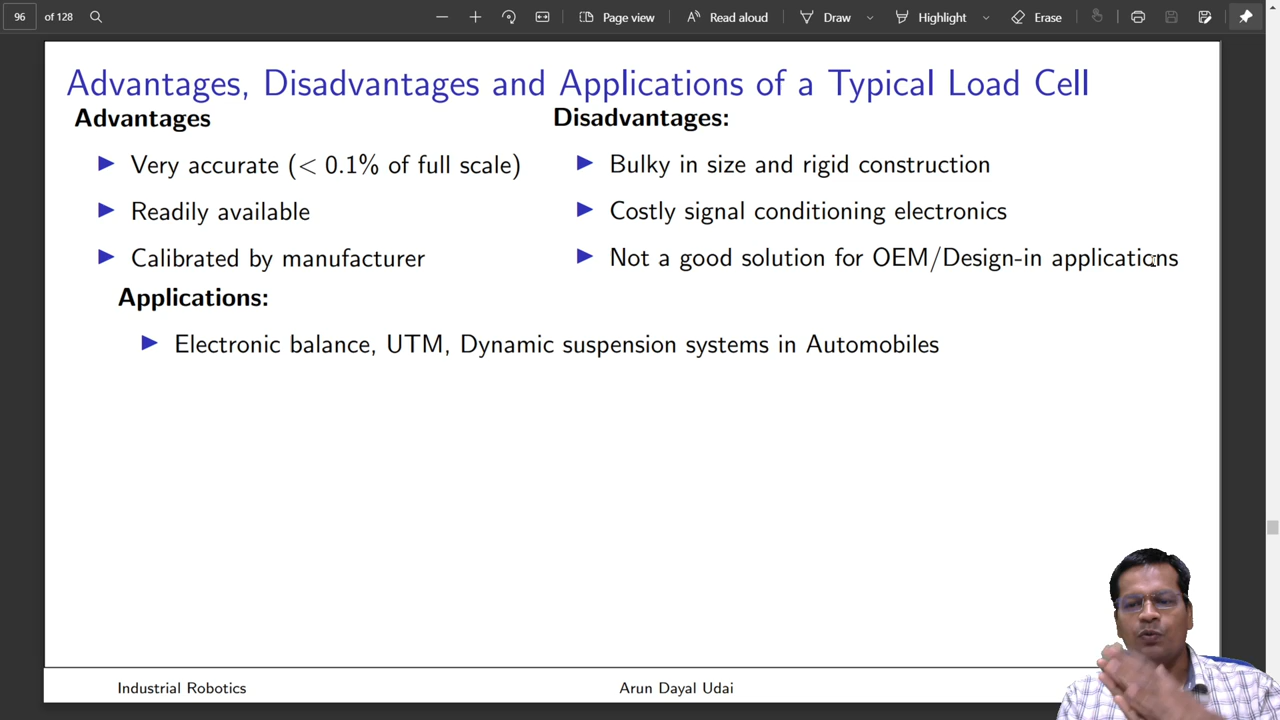 96 of 128 Page view Read aloud Draw Highlight Erase
Advantages, Disadvantages and Applications of a Typical Load Cell
Advantages
▶ Very accurate (< 0.1% of full scale)
▶ Readily available
▶ Calibrated by manufacturer
Disadvantages:
▶ Bulky in size and rigid construction
▶ Costly signal conditioning electronics
▶ Not a good solution for OEM/Design-in applications
Applications:
▶ Electronic balance, UTM, Dynamic suspension systems in Automobiles
Industrial Robotics Arun Dayal Udai